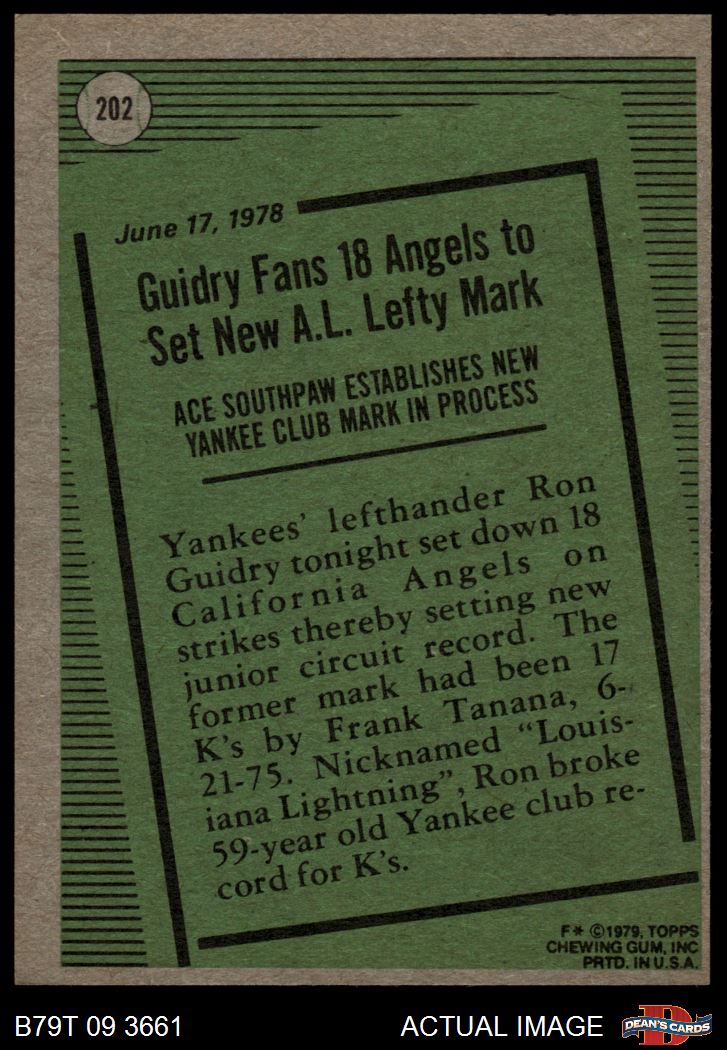 202
June 17, 1978
Guidry Fans 18 Angels to
Set New A.L. Lefty Mark
ACE SOUTHPAW ESTABLISHES NEW
YANKEE CLUB MARK IN PROCESS
Yankees' lefthander Ron
Guidry tonight set down 18
California Angels on
strikes thereby setting new
junior circuit record. The
former mark had been 17
K's by Frank Tanana, 6-
21-75. Nicknamed "Louis-
iana Lightning", Ron broke
59-year old Yankee club re-
cord for K's.
F* ©1979, TOPPS
CHEWING GUM, INC
PRTD. IN U.S.A.
B79T 09 3661
ACTUAL IMAGE
D
DEAN'S CARDS